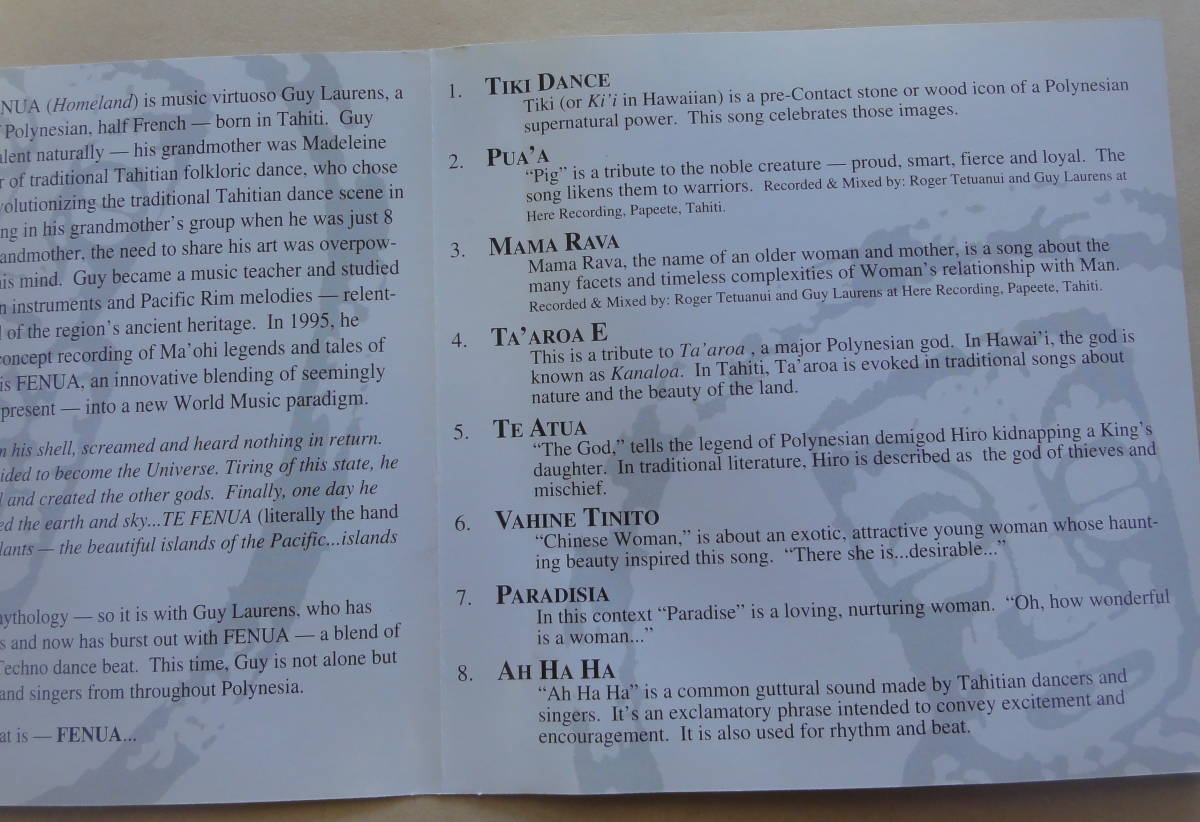 NUA (Homeland) is music virtuoso Guy Laurens, a
Polynesian, half French — born in Tahiti. Guy
naturally — his grandmother was Madeleine
of traditional Tahitian folkloric dance, who chose
the traditional Tahitian dance scene in
in his grandmother's group when he was just 8
the need to share his art was overpow-
mind. Guy became a music teacher and studied
instruments and Pacific Rim melodies — relent-
of the region's ancient heritage. In 1995, he
concept recording of Ma'ohi legends and tales of
is FENUA, an innovative blending of seemingly
present — into a new World Music paradigm.
his shell, screamed and heard nothing in return.
to become the Universe. Tiring of this state, he
and created the other gods. Finally, one day he
the earth and sky...TE FENUA (literally the hand
— the beautiful islands of the Pacific...islands
— so it is with Guy Laurens, who has
and now has burst out with FENUA — a blend of
Techno dance beat. This time, Guy is not alone but
and singers from throughout Polynesia.
at is — FENUA...
1. TIKI DANCE
Tiki (or Ki'i in Hawaiian) is a pre-Contact stone or wood icon of a Polynesian
supernatural power. This song celebrates those images.
2. PUA'A
"Pig" is a tribute to the noble creature — proud, smart, fierce and loyal. The
song likens them to warriors. Recorded & Mixed by: Roger Tetuanui and Guy Laurens at
Here Recording, Papeete, Tahiti.
3. MAMA RAVA
Mama Rava, the name of an older woman and mother, is a song about the
many facets and timeless complexities of Woman's relationship with Man.
Recorded & Mixed by: Roger Tetuanui and Guy Laurens at Here Recording, Papeete, Tahiti.
4. TA'AROA E
This is a tribute to Ta'aroa , a major Polynesian god. In Hawai'i, the god is
known as Kanaloa. In Tahiti, Ta'aroa is evoked in traditional songs about
nature and the beauty of the land.
5. TE ATUA
"The God," tells the legend of Polynesian demigod Hiro kidnapping a King's
daughter. In traditional literature, Hiro is described as the god of thieves and
mischief.
6. VAHINE TINITO
"Chinese Woman," is about an exotic, attractive young woman whose haunt-
ing beauty inspired this song. "There she is...desirable..."
7. PARADISIA
In this context "Paradise" is a loving, nurturing woman. "Oh, how wonderful
is a woman..."
8. AH HA HA
"Ah Ha Ha" is a common guttural sound made by Tahitian dancers and
singers. It's an exclamatory phrase intended to convey excitement and
encouragement. It is also used for rhythm and beat.